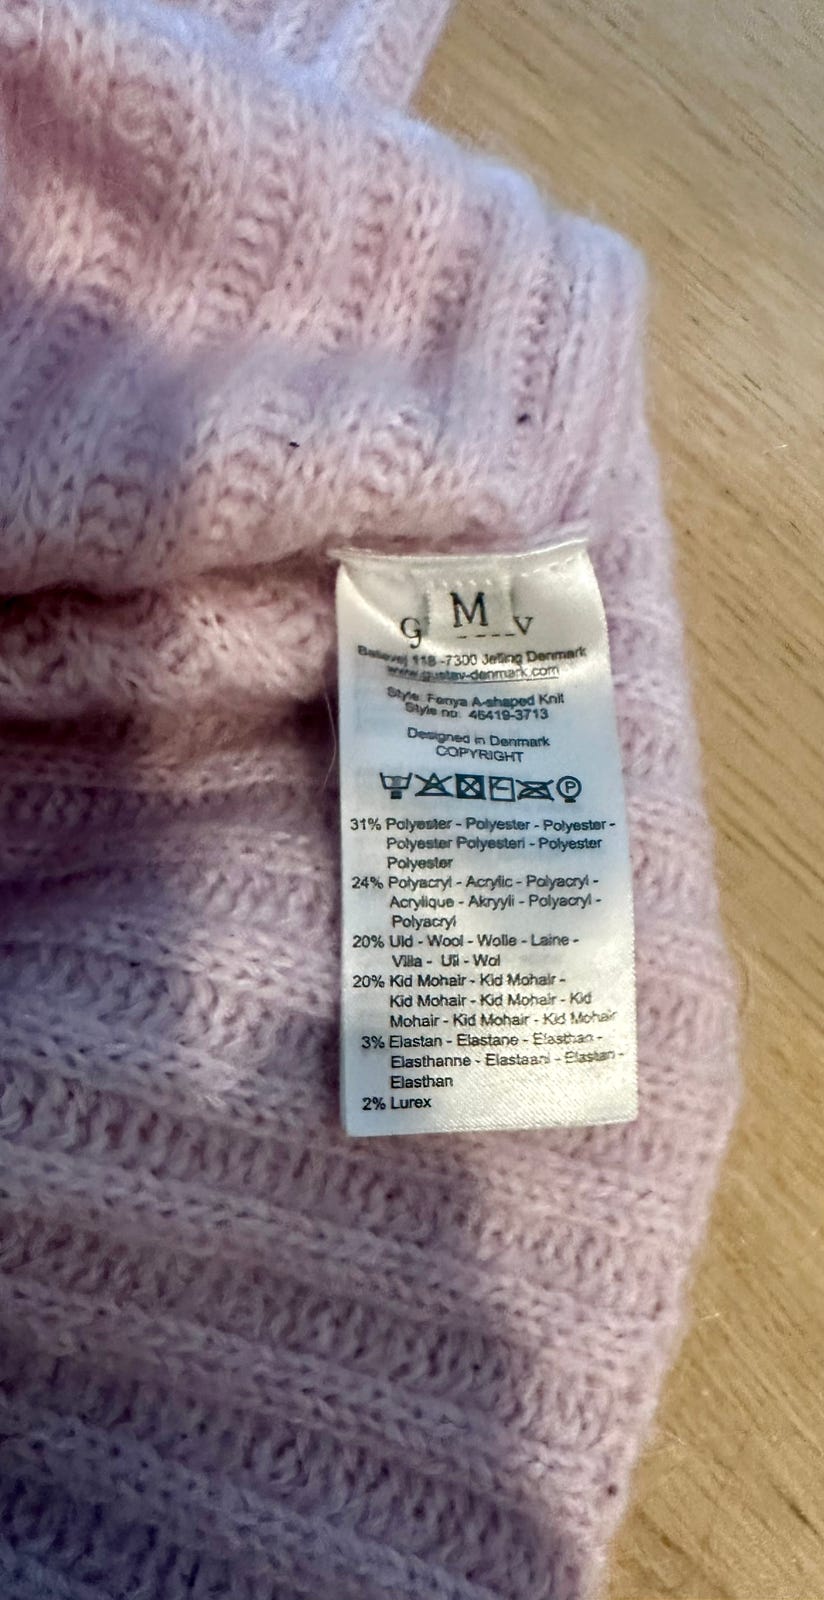 M
G V
Ballevej 118 -7300 Jelling Denmark
www.gustav-denmark.com
Style: Fenya A-shaped Knit
Style no: 46419-3713
Designed in Denmark
COPYRIGHT
P
31% Polyester - Polyester - Polyester -
Polyester Polyesteri - Polyester
Polyester
24% Polyacryl - Acrylic - Polyacryl -
Acrylique - Akryyli - Polyacryl -
Polyacryl
20% Uld - Wool - Wolle - Laine -
Villa - Ull - Wol
20% Kid Mohair - Kid Mohair -
Kid Mohair - Kid Mohair - Kid
Mohair - Kid Mohair - Kid Mohair
3% Elastan - Elastane - Elasthan -
Elasthanne - Elastaani - Elastan -
Elasthan
2% Lurex